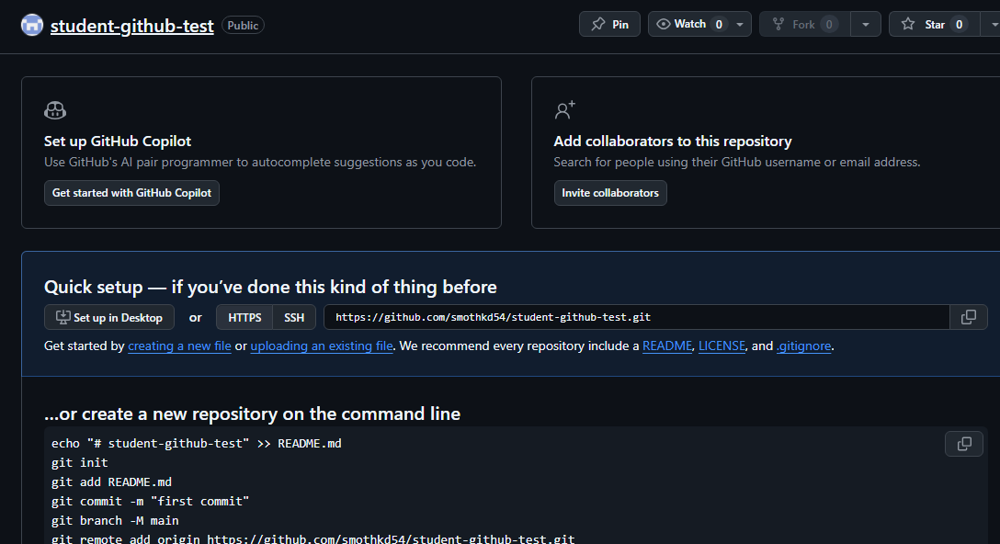 student-github-test Public
Pin
Watch 0
Fork 0
Star 0
Set up GitHub Copilot
Use GitHub's AI pair programmer to autocomplete suggestions as you code.
Get started with GitHub Copilot
Add collaborators to this repository
Search for people using their GitHub username or email address.
Invite collaborators
Quick setup — if you’ve done this kind of thing before
Set up in Desktop or HTTPS SSH https://github.com/smothkd54/student-github-test.git
Get started by creating a new file or uploading an existing file. We recommend every repository include a README, LICENSE, and .gitignore.
…or create a new repository on the command line
echo "# student-github-test" >> README.md
git init
git add README.md
git commit -m "first commit"
git branch -M main
git remote add origin https://github.com/smothkd54/student-github-test.git